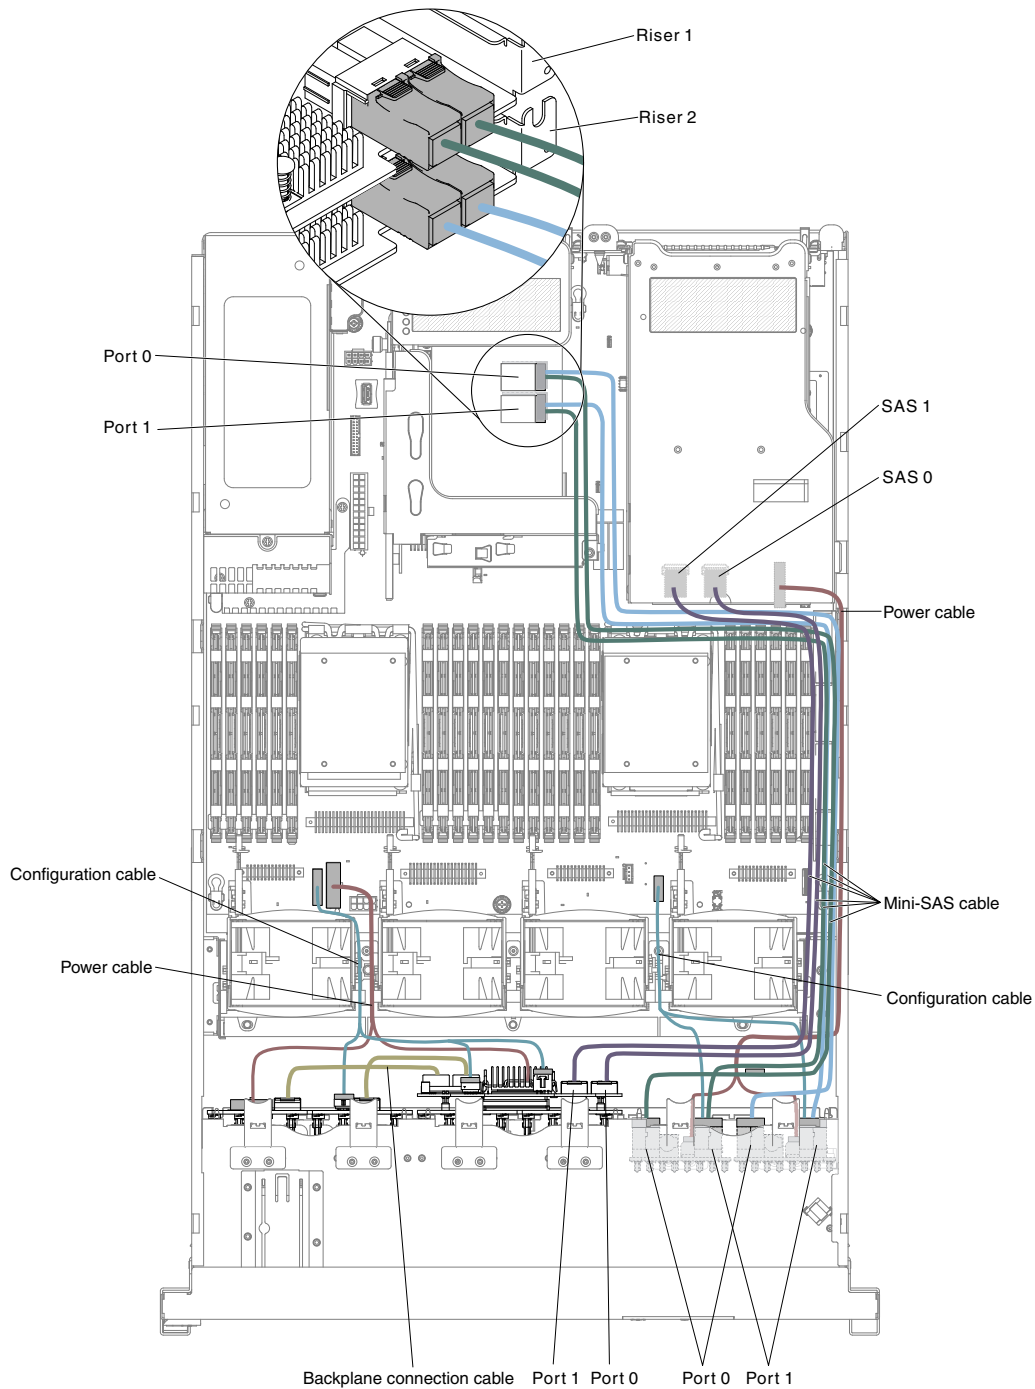 Riser 1
Riser 2
Port 0
Port 1
SAS 1
SAS 0
Power cable
Configuration cable
Mini-SAS cable
Power cable
Configuration cable
Backplane connection cable Port 1 Port 0 Port 0 Port 1